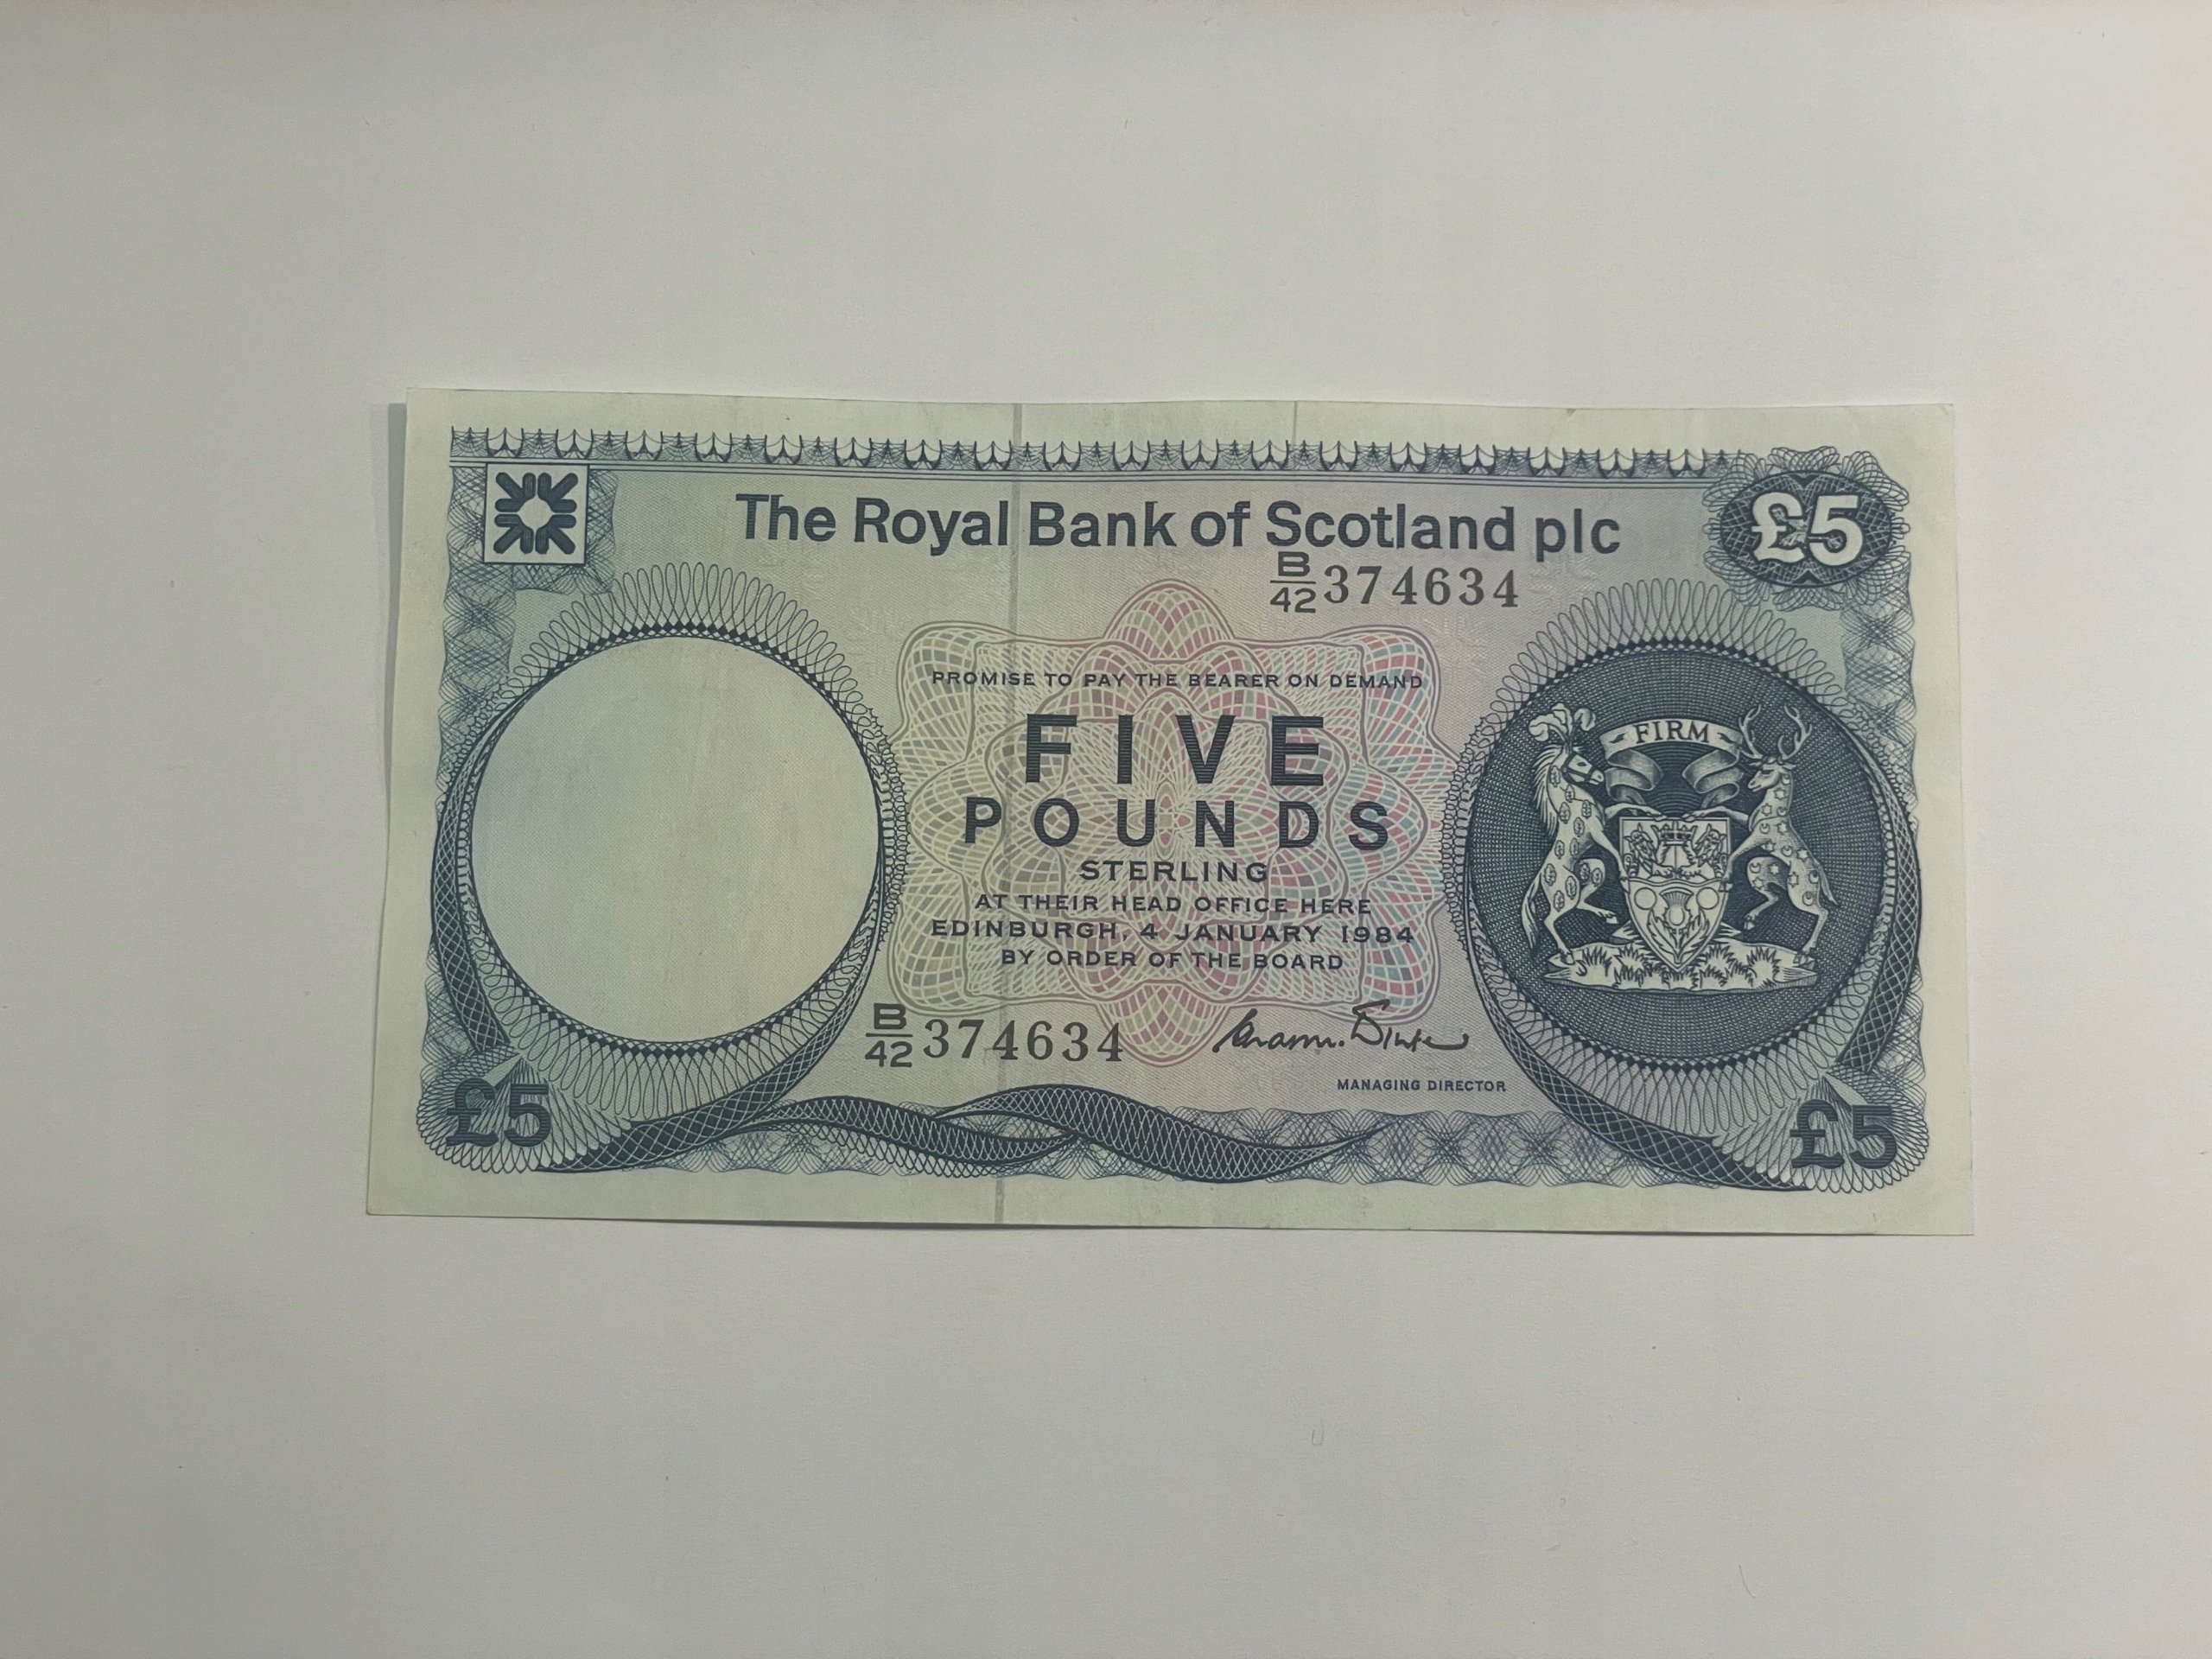 The Royal Bank of Scotland plc
£5
B/42 374634
PROMISE TO PAY THE BEARER ON DEMAND
FIVE
POUNDS
STERLING
AT THEIR HEAD OFFICE HERE
EDINBURGH, 4 JANUARY 1984
BY ORDER OF THE BOARD
FIRM
B/42 374634
MANAGING DIRECTOR
£5
£5